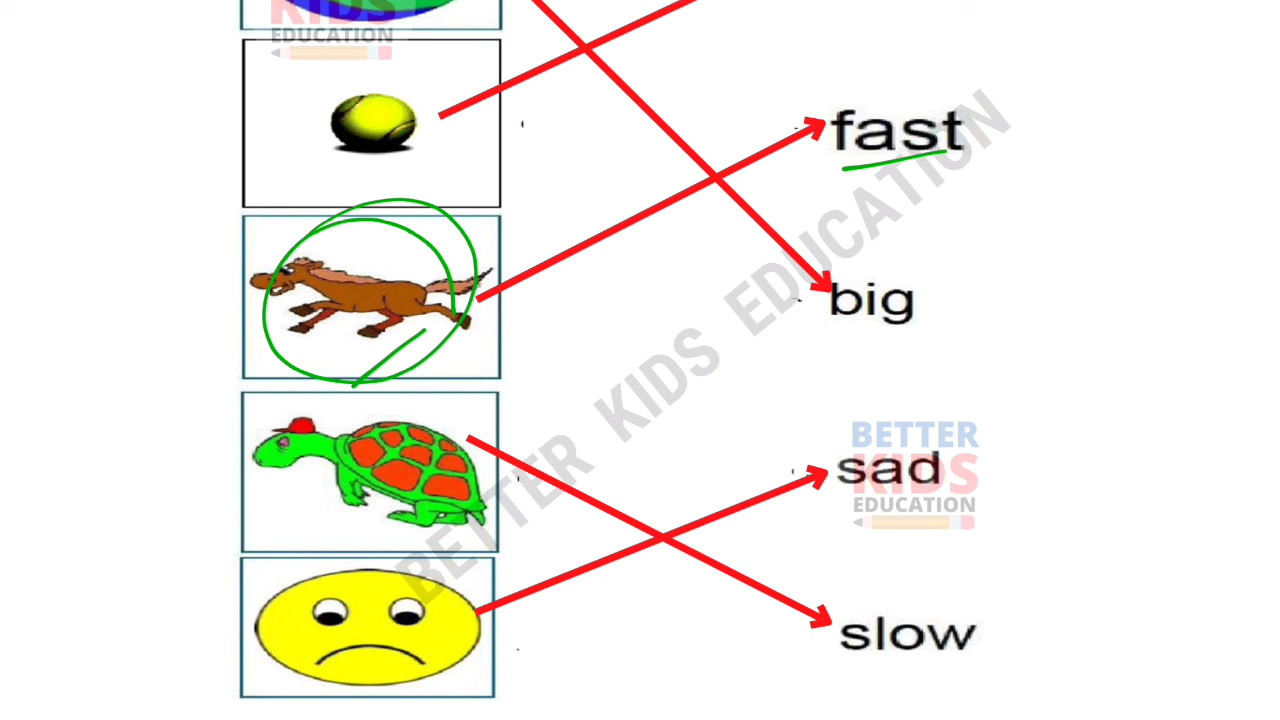 KIDS
EDUCATION
fast
big
BETTER
KIDS
sad
EDUCATION
slow
BETTER KIDS EDUCATION